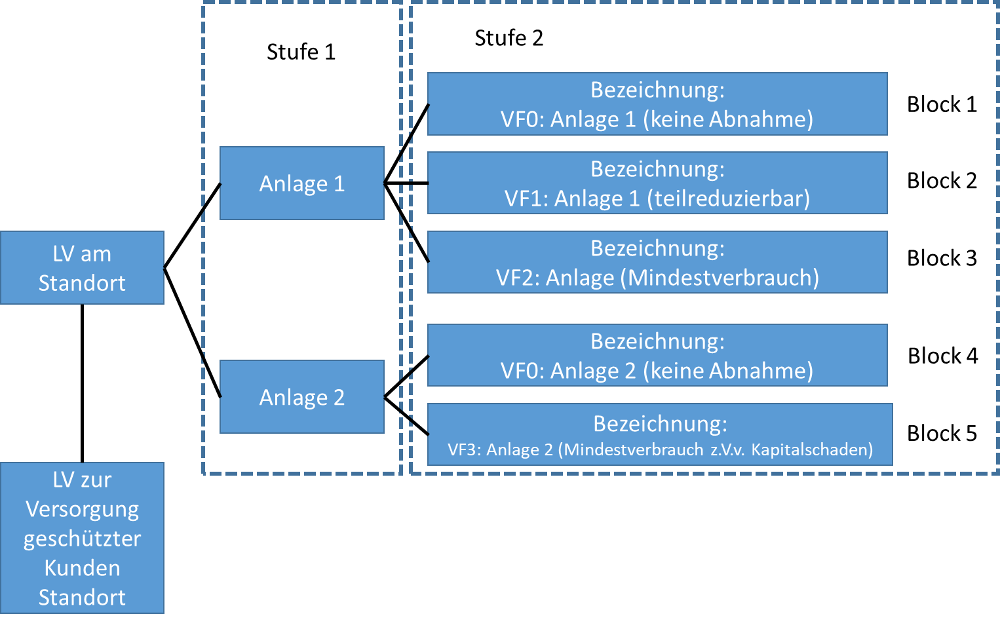 Stufe 1
Stufe 2
Bezeichnung:
VF0: Anlage 1 (keine Abnahme)
Block 1
Bezeichnung:
VF1: Anlage 1 (teilreduzierbar)
Block 2
Anlage 1
Bezeichnung:
VF2: Anlage (Mindestverbrauch)
Block 3
LV am
Standort
Bezeichnung:
VF0: Anlage 2 (keine Abnahme)
Block 4
Anlage 2
Bezeichnung:
VF3: Anlage 2 (Mindestverbrauch z.V.v. Kapitalschaden)
Block 5
LV zur
Versorgung
geschützter
Kunden
Standort